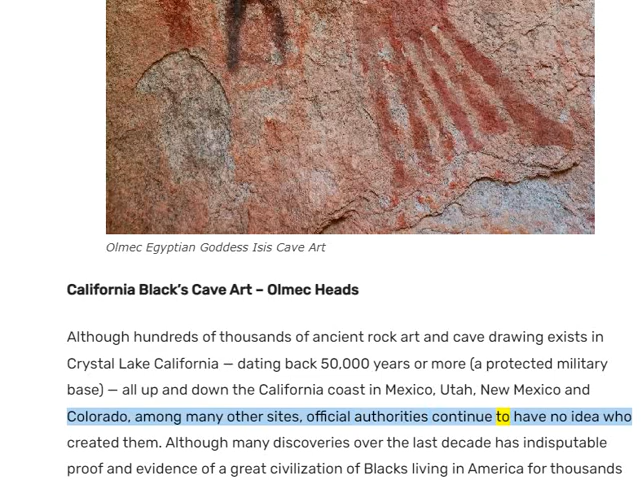 Olmec Egyptian Goddess Isis Cave Art
California Black's Cave Art – Olmec Heads
Although hundreds of thousands of ancient rock art and cave drawing exists in
Crystal Lake California — dating back 50,000 years or more (a protected military
base) — all up and down the California coast in Mexico, Utah, New Mexico and
Colorado, among many other sites, official authorities continue to have no idea who
created them. Although many discoveries over the last decade has indisputable
proof and evidence of a great civilization of Blacks living in America for thousands